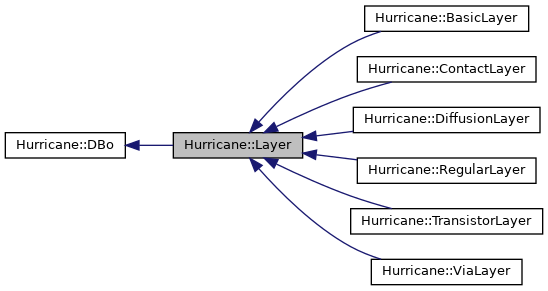 Hurricane::BasicLayer
Hurricane::ContactLayer
Hurricane::DiffusionLayer
Hurricane::DBo
Hurricane::Layer
Hurricane::RegularLayer
Hurricane::TransistorLayer
Hurricane::ViaLayer